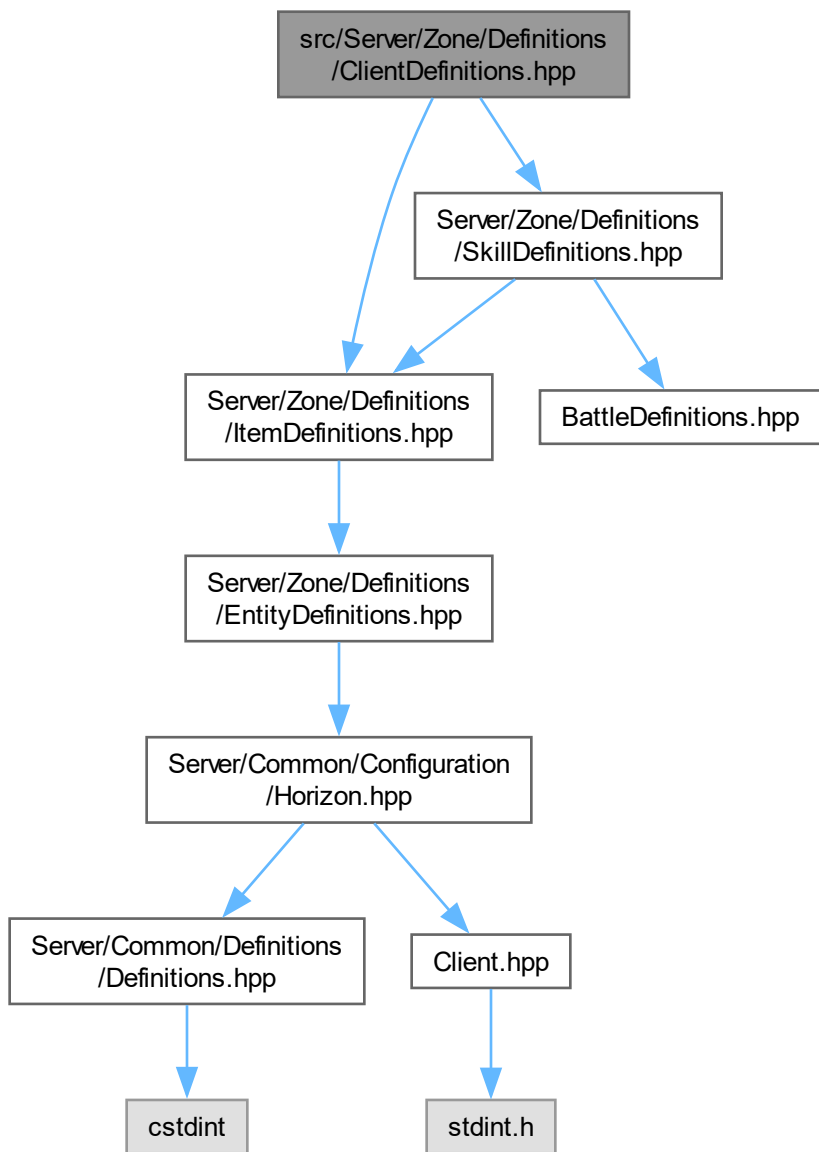 src/Server/Zone/Definitions
/ClientDefinitions.hpp
Server/Zone/Definitions
/SkillDefinitions.hpp
Server/Zone/Definitions
/ItemDefinitions.hpp
BattleDefinitions.hpp
Server/Zone/Definitions
/EntityDefinitions.hpp
Server/Common/Configuration
/Horizon.hpp
Server/Common/Definitions
/Definitions.hpp
Client.hpp
cstdint
stdint.h